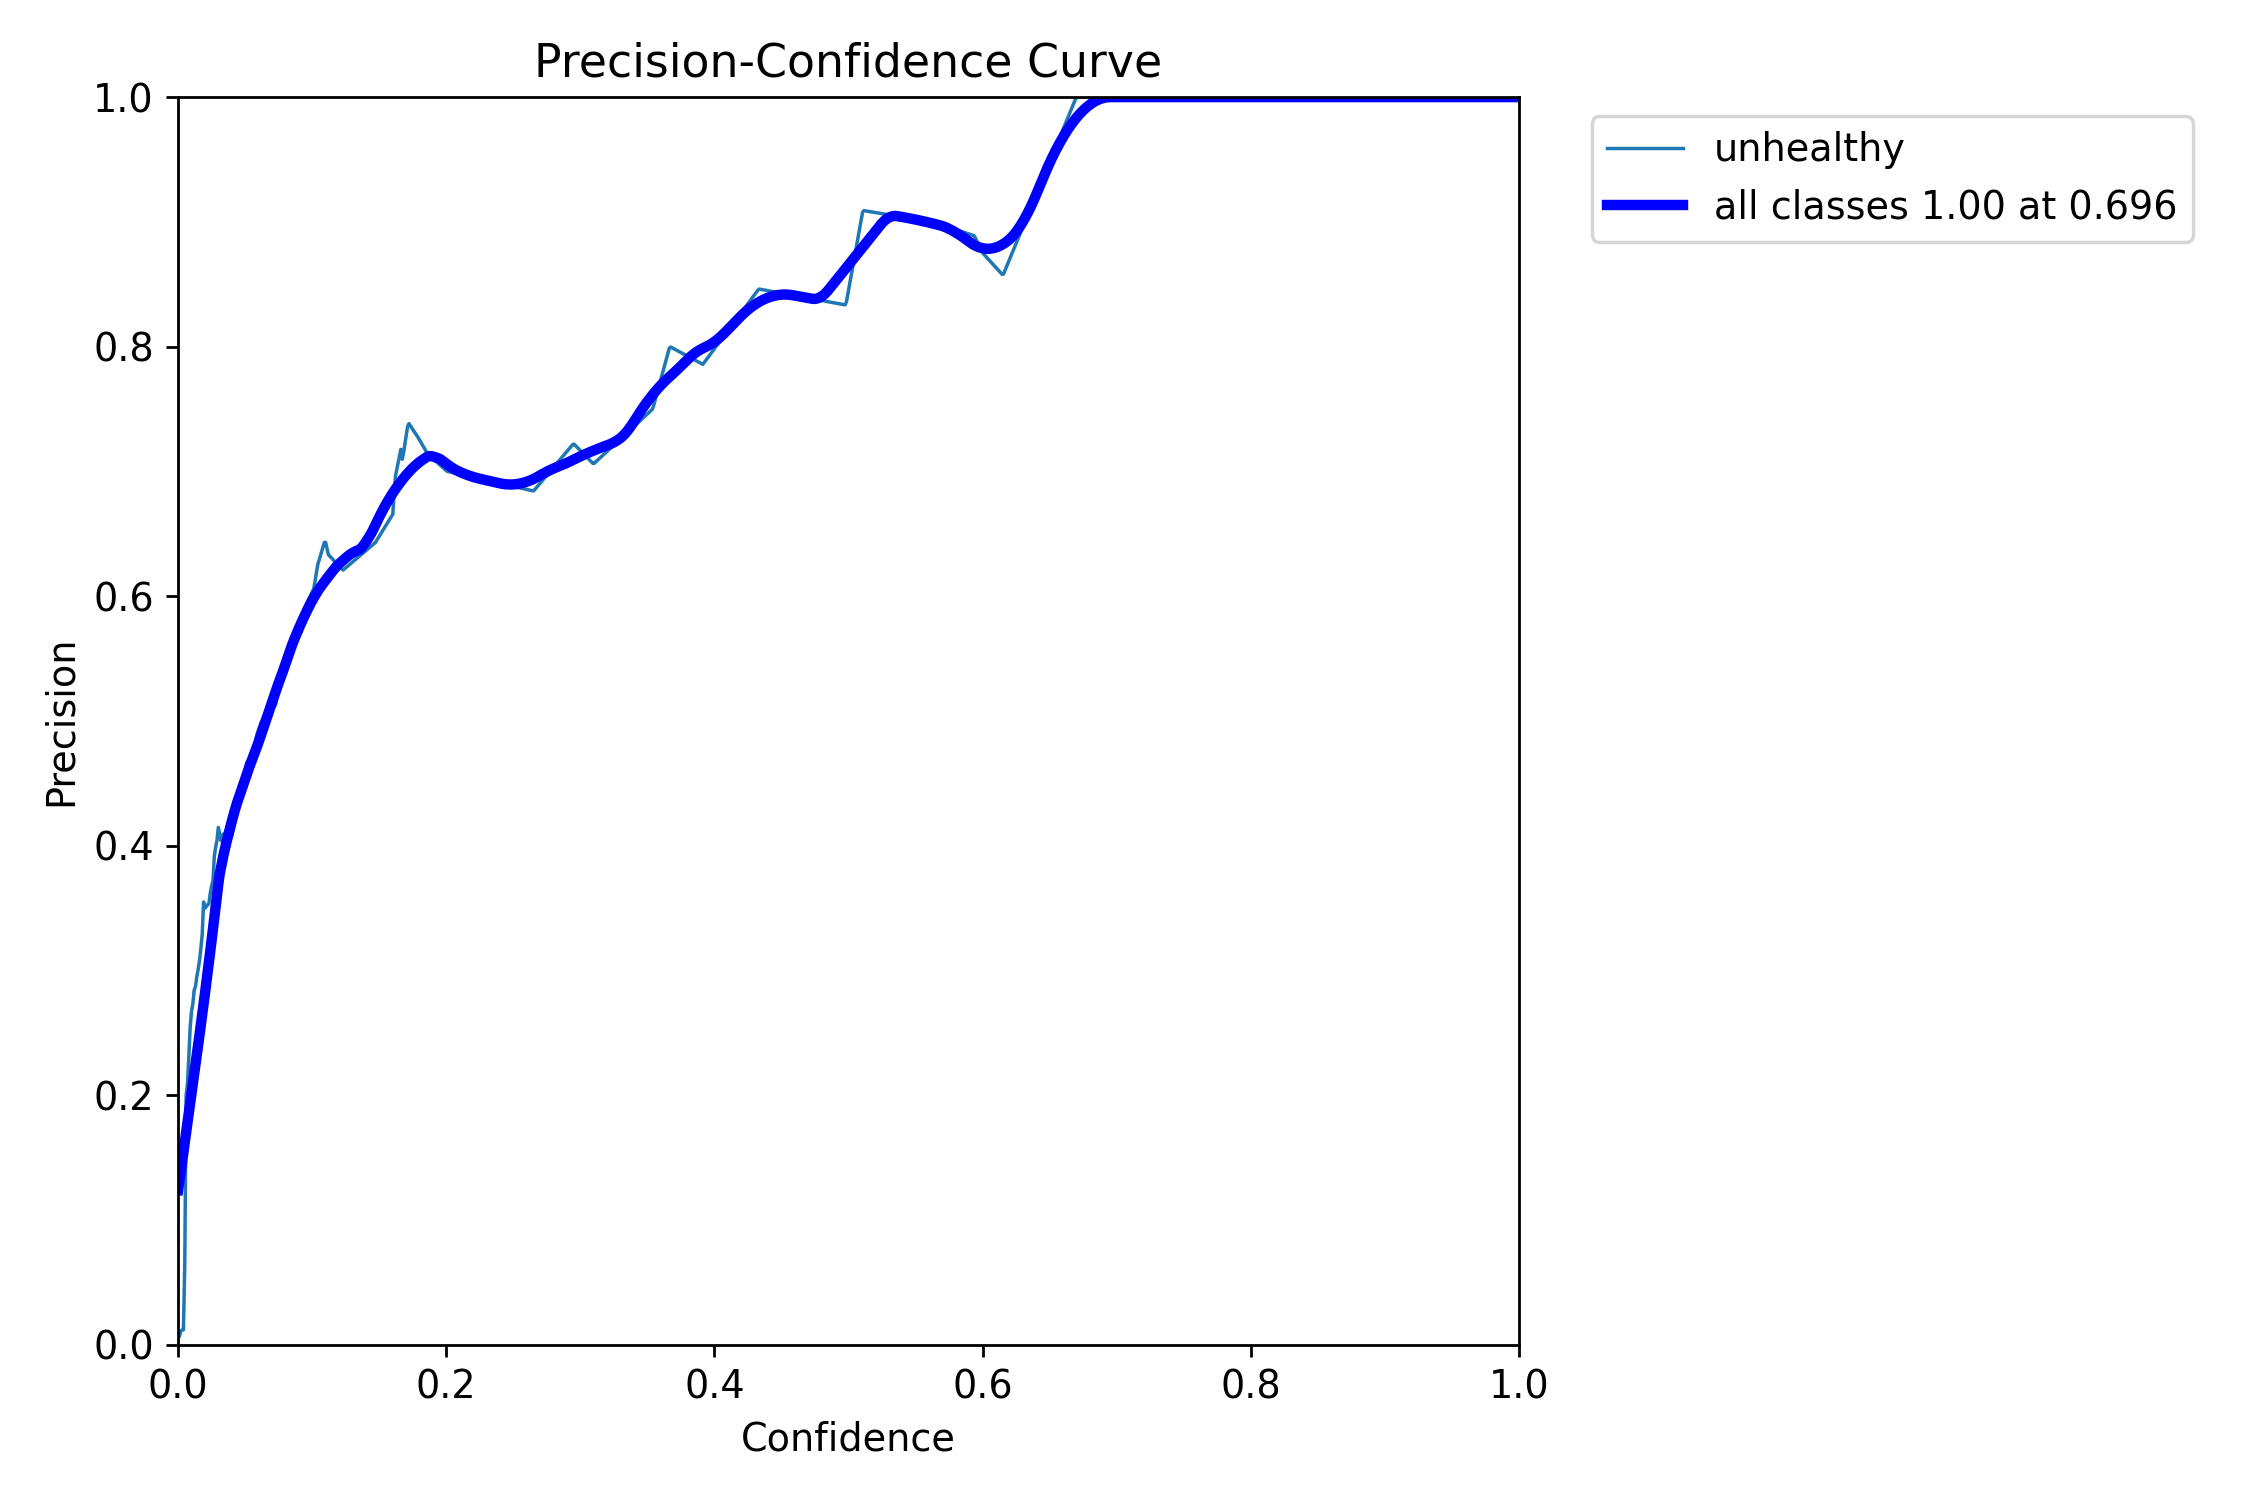 Precision-Confidence Curve
1.0
0.8
0.6
0.4
0.2
0.0
Precision
0.0 0.2 0.4 0.6 0.8 1.0
Confidence
unhealthy
all classes 1.00 at 0.696